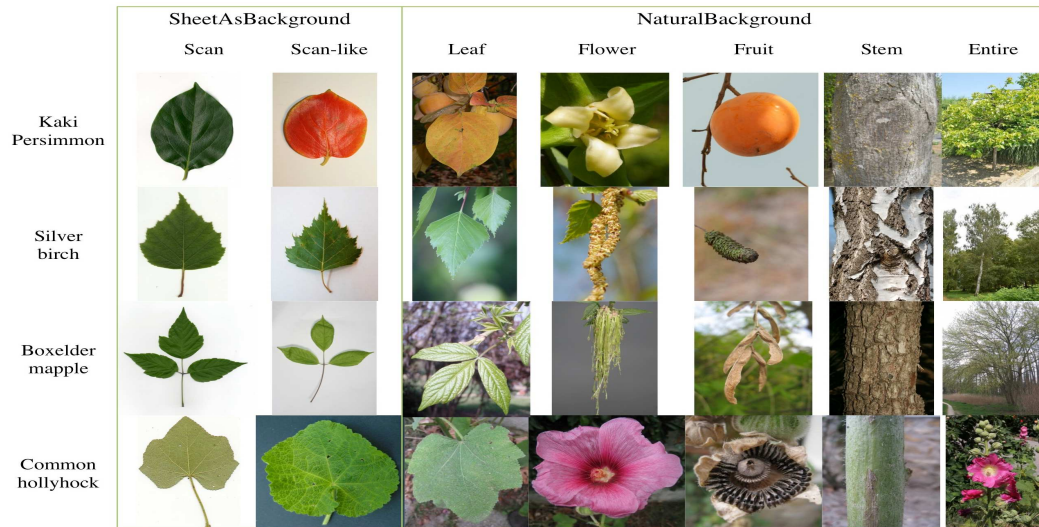 SheetAsBackground NaturalBackground
Scan Scan-like Leaf Flower Fruit Stem Entire
Kaki
Persimmon
Silver
birch
Boxelder
mapple
Common
hollyhock